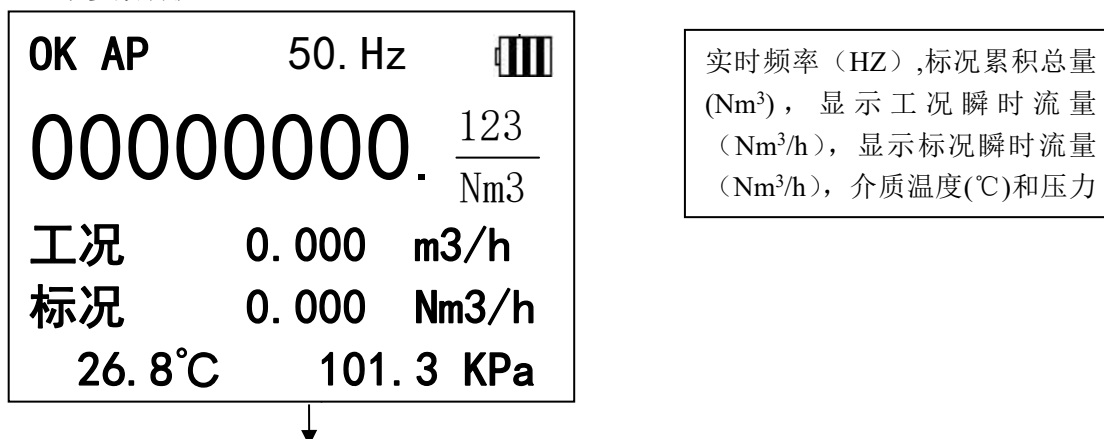 OK AP 50.Hz
00000000. 123
Nm3
工况 0.000 m3/h
标况 0.000 Nm3/h
26.8℃ 101.3 KPa
实时频率（HZ）,标况累积总量
(Nm³)，显示工况瞬时流量
（Nm³/h），显示标况瞬时流量
（Nm³/h），介质温度(℃)和压力